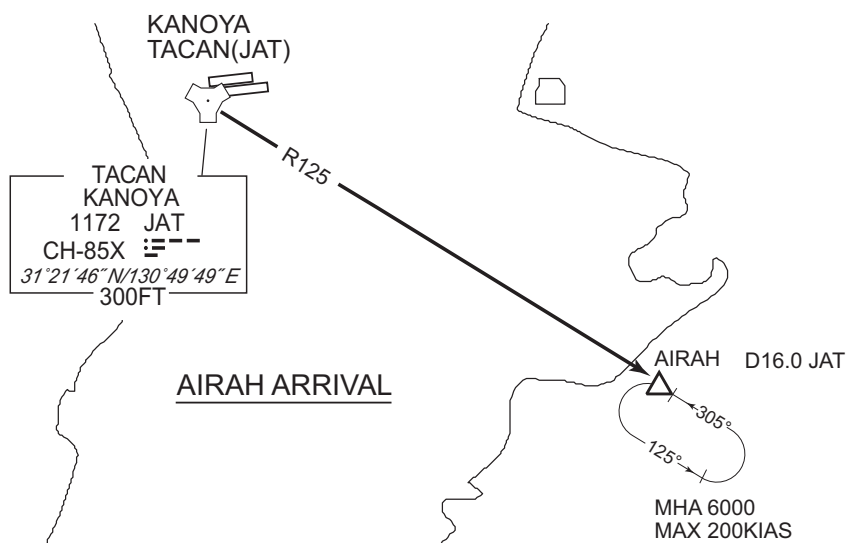 KANOYA
TACAN(JAT)
R125
TACAN
KANOYA
1172 JAT
CH-85X
31°21′46″N/130°49′49″E
300FT
AIRAH ARRIVAL
AIRAH D16.0 JAT
305°
125°
MHA 6000
MAX 200KIAS